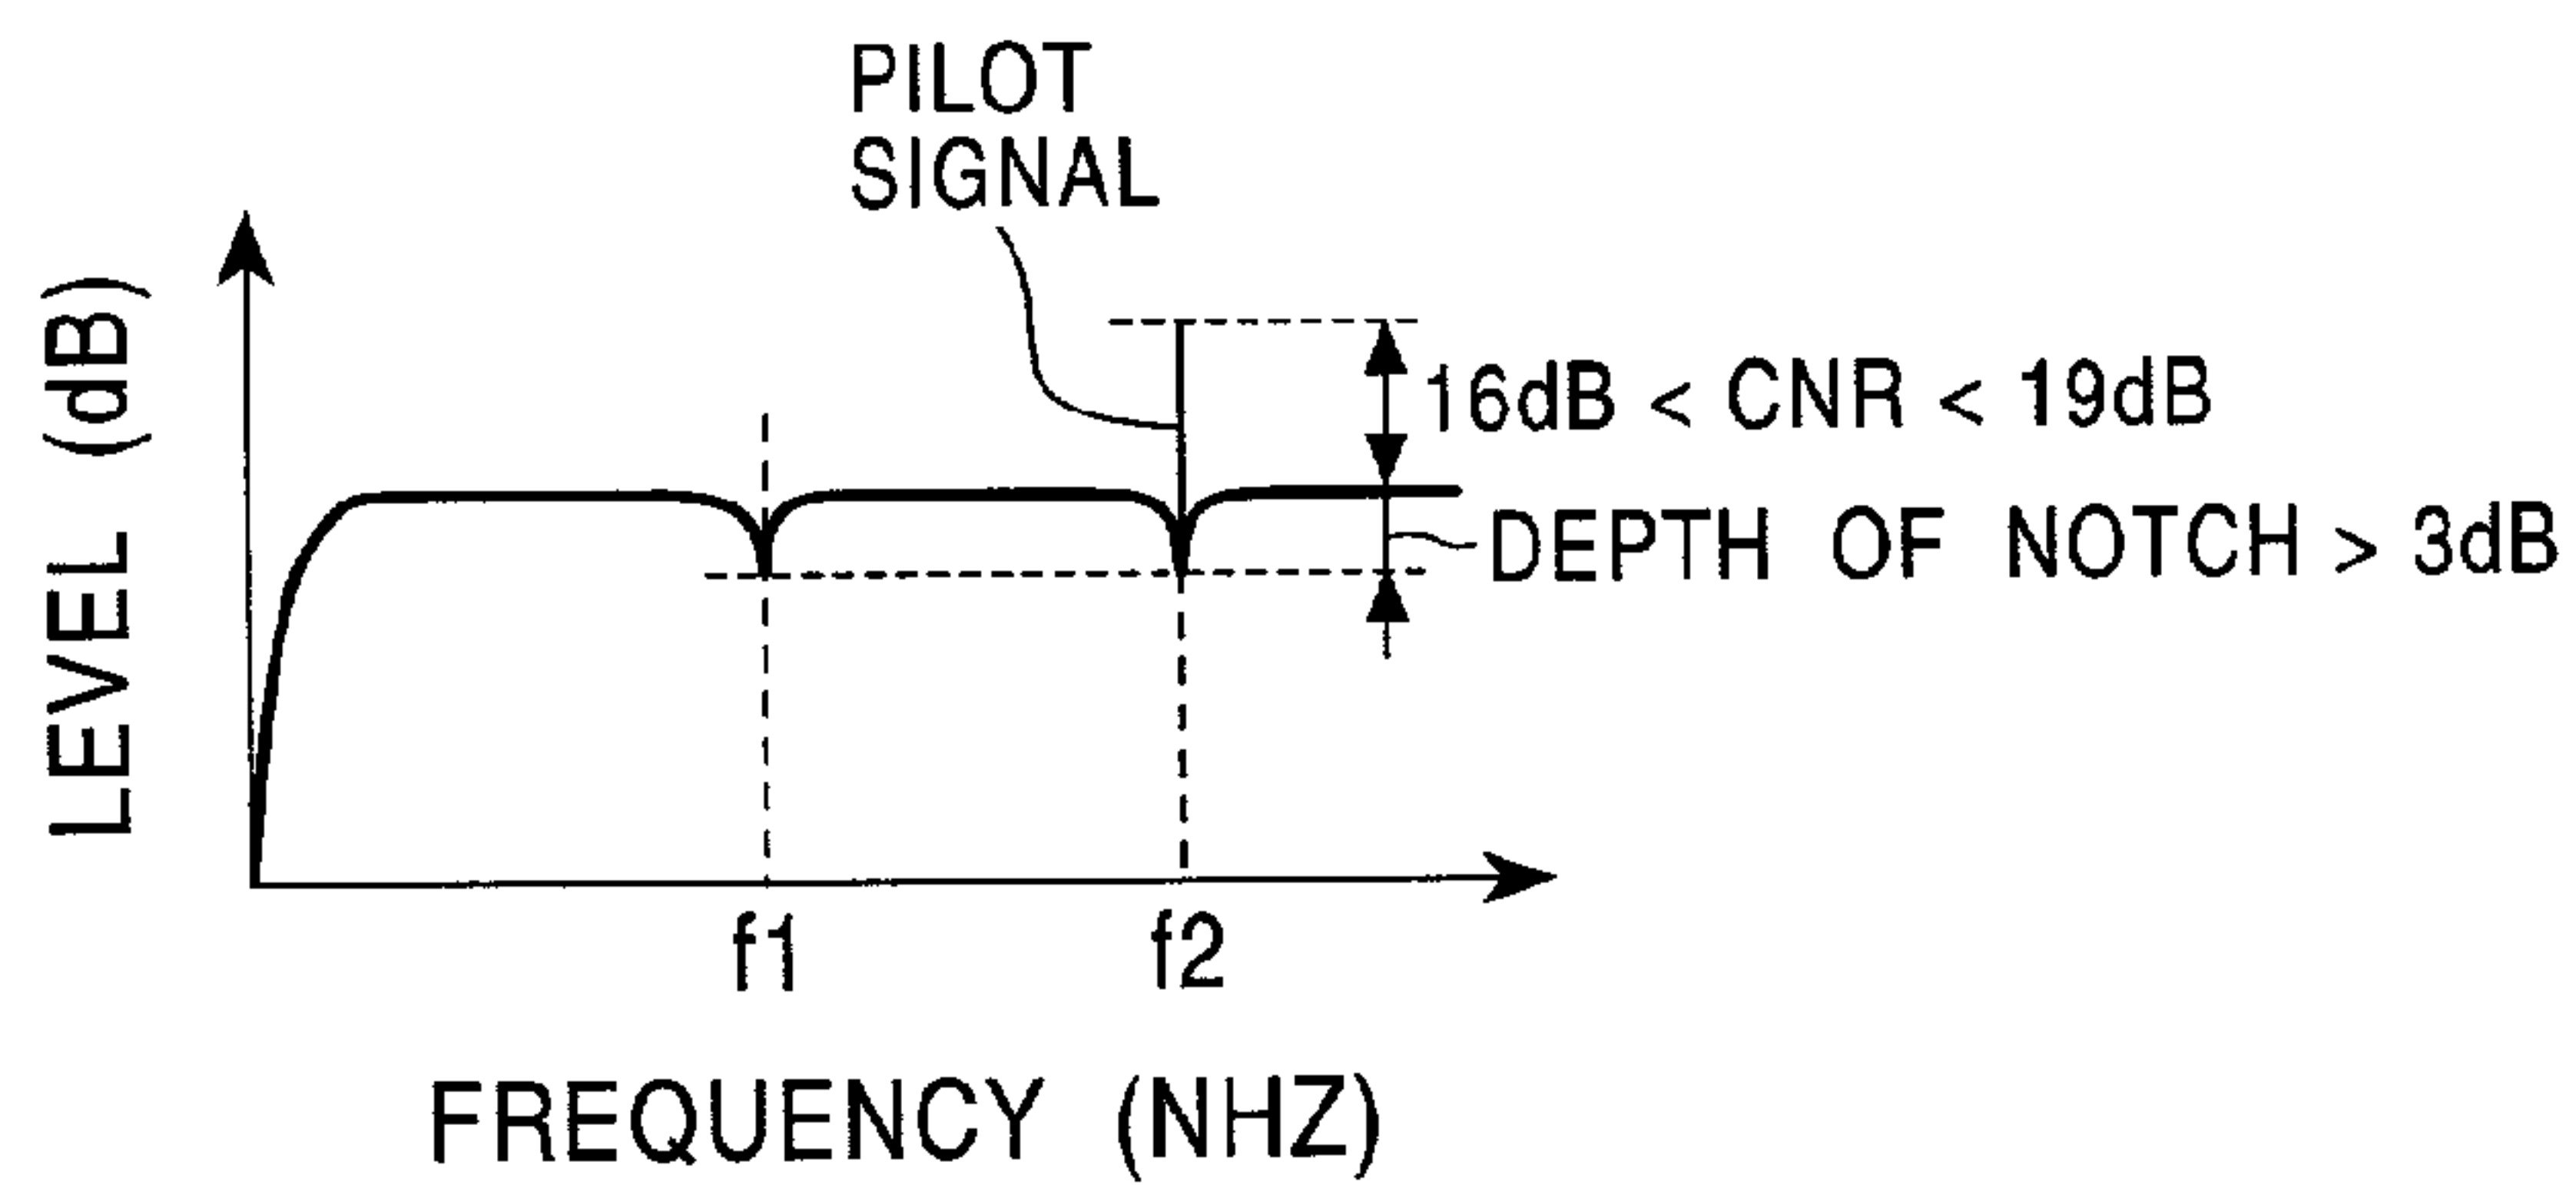 PILOT
SIGNAL
LEVEL (dB)
16dB < CNR < 19dB
DEPTH OF NOTCH > 3dB
f1
f2
FREQUENCY (NHZ)